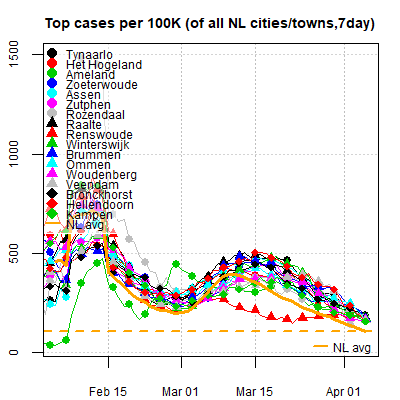 Top cases per 100K (of all NL cities/towns,7day)
1500
1000
500
0
Tynaarlo
Het Hogeland
Ameland
Zoeterwoude
Assen
Zutphen
Rozendaal
Raalte
Renswoude
Winterswijk
Brummen
Ommen
Woudenberg
Veendam
Bronckhorst
Hellendoorn
Kampen
NL avg
NL avg
Feb 15
Mar 01
Mar 15
Apr 01